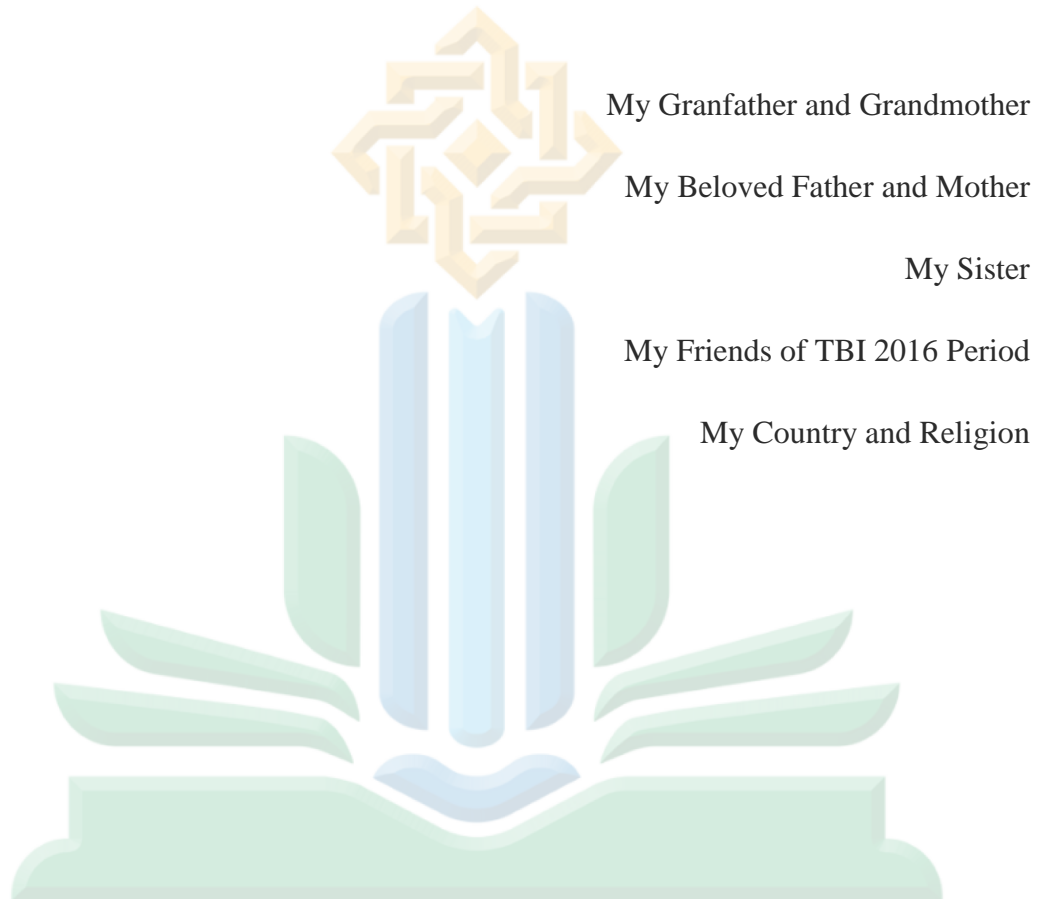 My Granfather and Grandmother
My Beloved Father and Mother
My Sister
My Friends of TBI 2016 Period
My Country and Religion